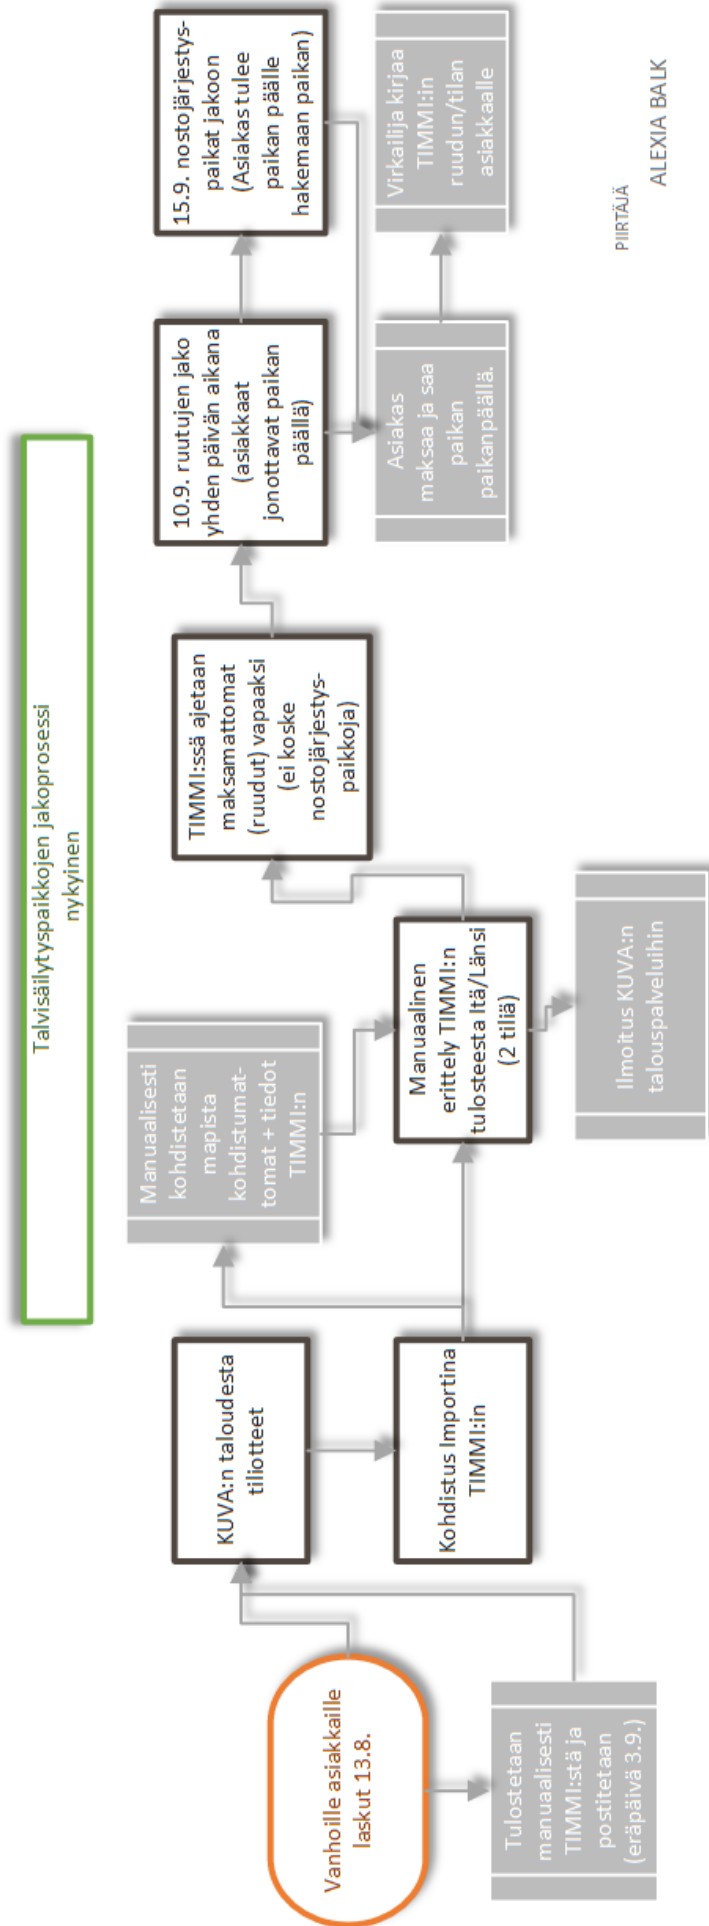 Talvisäilytyspaikkojen jakoprosessi
nykyinen
Vanhoille asiakkaille
laskut 13.8.
Tulostetaan
manuaalisesti
TIMMI:stä ja
postitetaan
(eräpäivä 3.9.)
KUVA:n taloudesta
tiliotteet
Kohdistus Importina
TIMMI:in
Manuaalisesti
kohdistetaan
mapista
kohdistumat-
tomat + tiedot
TIMMI:n
Manuaalinen
erittely TIMMI:n
tulosteesta Itä/Länsi
(2 tiliä)
Ilmoitus KUVA:n
talouspalveluihin
TIMMI:ssä ajetaan
maksamattomat
(ruudut) vapaaksi
(ei koske
nostojärjestys-
paikkoja)
10.9. ruutujen jako
yhden päivän aikana
(asiakkaat
jonottavat paikan
päällä)
Asiakas
maksaa ja saa
paikan
paikanpäällä.
15.9. nostojärjestys-
paikat jakoon
(Asiakas tulee
paikan päälle
hakemaan paikan)
Virkailija kirjaa
TIMMI:in
ruudun/tilan
asiakkaalle
PIIRTÄJÄ
ALEXIA BALK